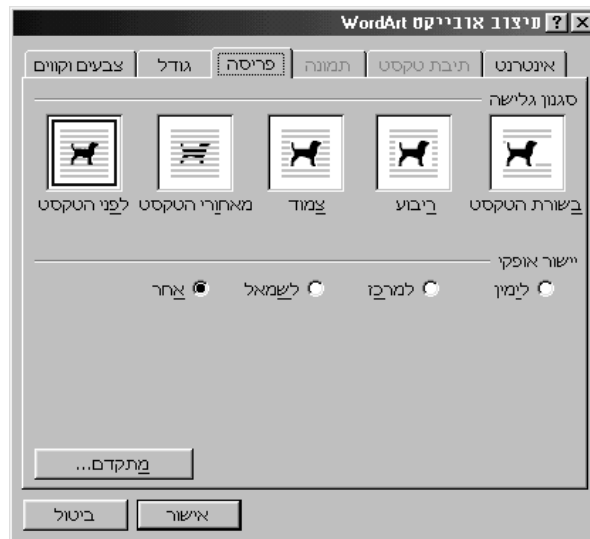 עיצוב אובייקט WordArt
צבעים וקווים גודל פריסה תמונה תיבת טקסט אינטרנט
סגנון גלישה
בשורת הטקסט ריבוע צמוד מאחורי הטקסט לפני הטקסט
יישור אופקי
לימין למרכז לשמאל אחר
מתקדם...
אישור ביטול